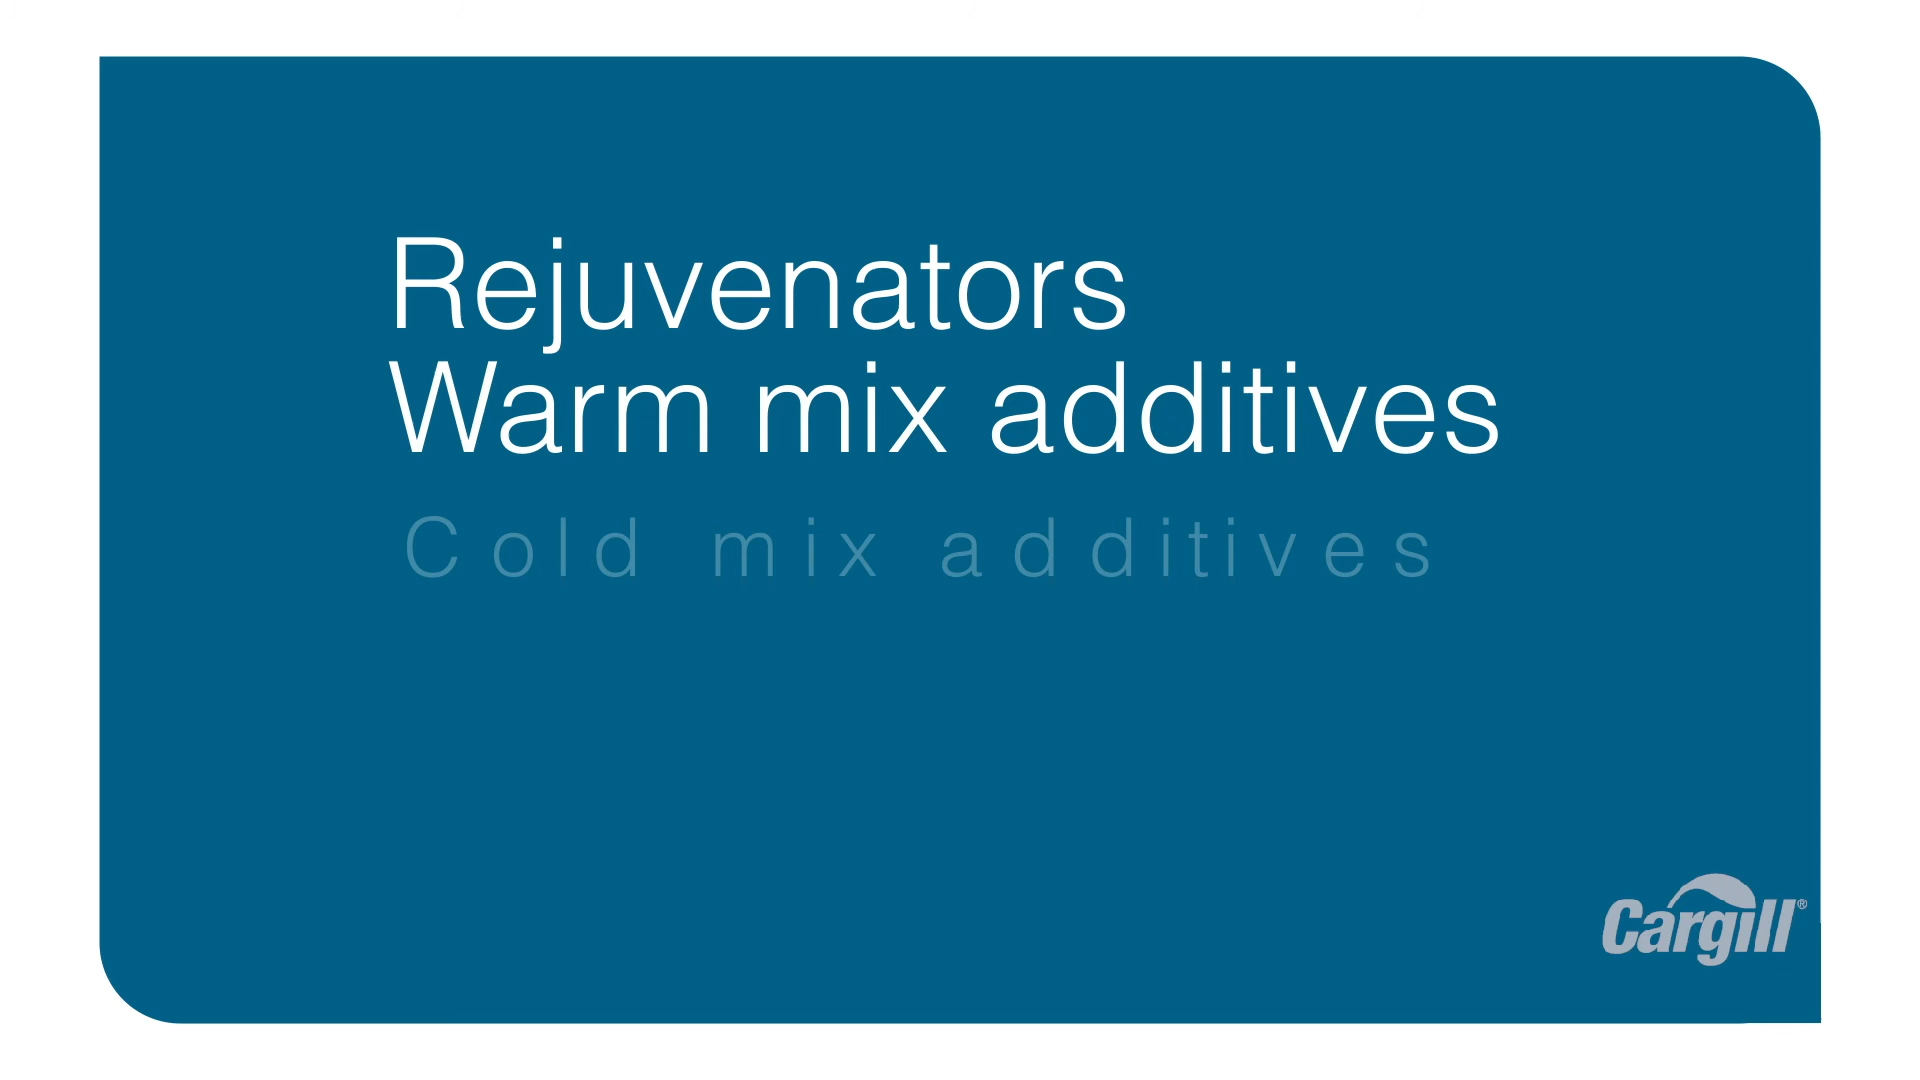 Rejuvenators
Warm mix additives
Cold mix additives
Cargill®